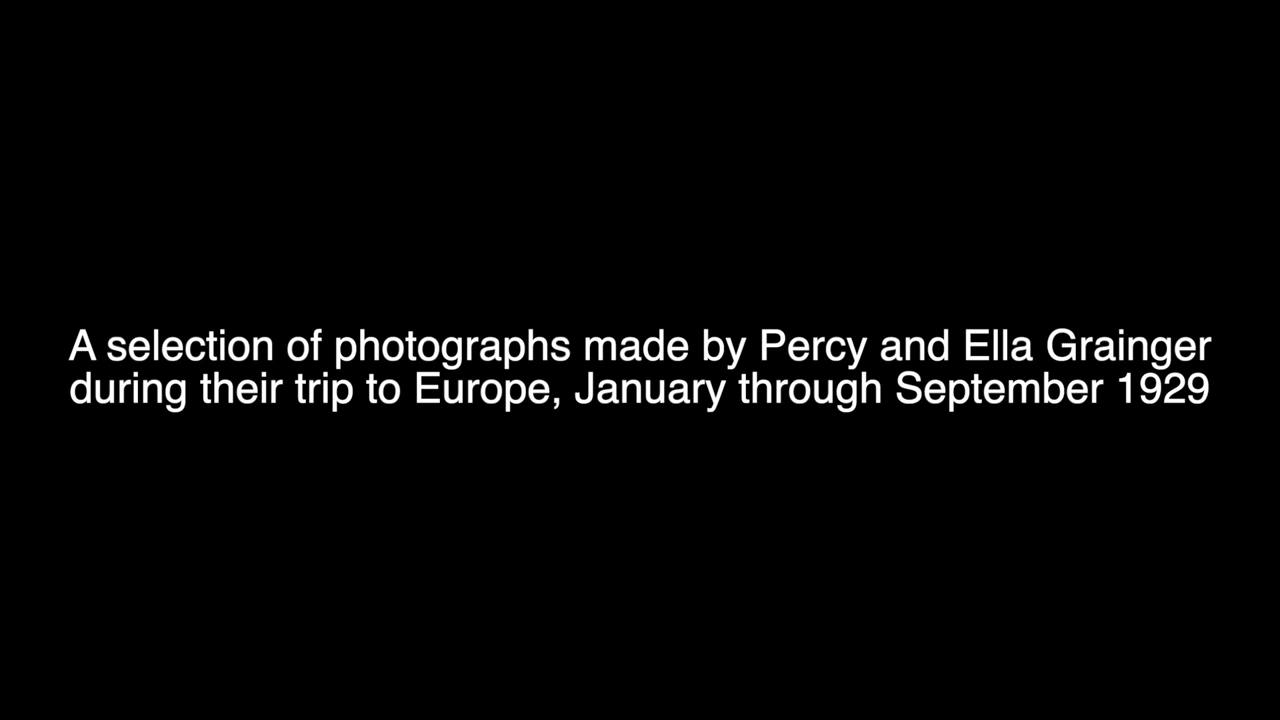 A selection of photographs made by Percy and Ella Grainger
during their trip to Europe, January through September 1929